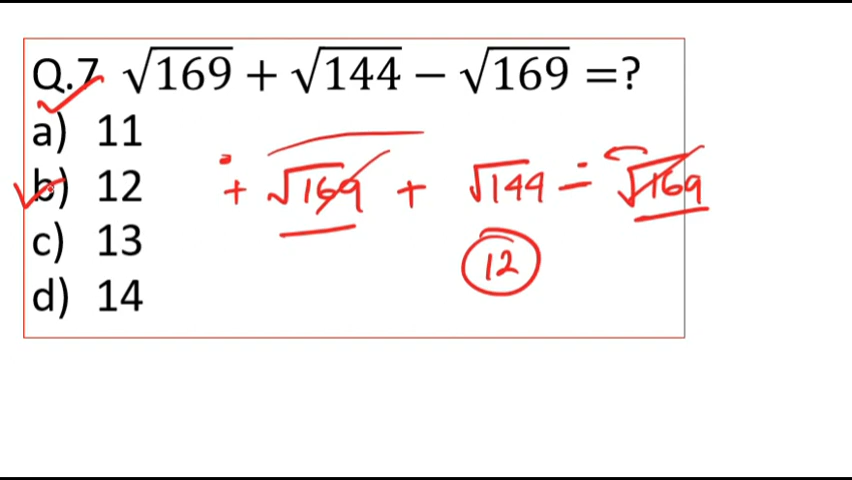 Q.7 √169 + √144 − √169 =?
a) 11
b) 12
c) 13
d) 14
+ √169 + √144 − √169
12